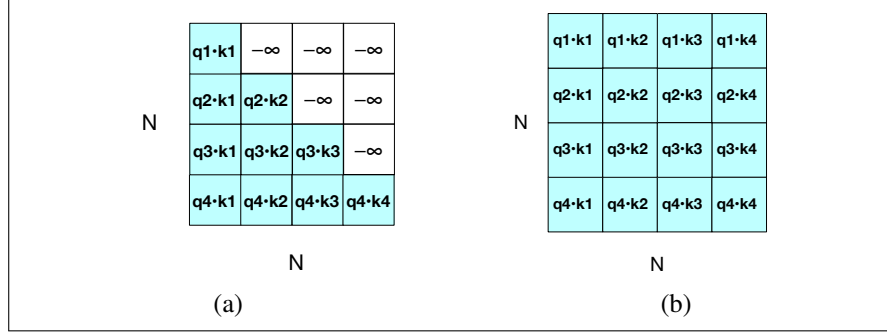 q1•k1 −∞ −∞ −∞
q2•k1 q2•k2 −∞ −∞
N
q3•k1 q3•k2 q3•k3 −∞
q4•k1 q4•k2 q4•k3 q4•k4
N
(a)
q1•k1 q1•k2 q1•k3 q1•k4
q2•k1 q2•k2 q2•k3 q2•k4
N
q3•k1 q3•k2 q3•k3 q3•k4
q4•k1 q4•k2 q4•k3 q4•k4
N
(b)